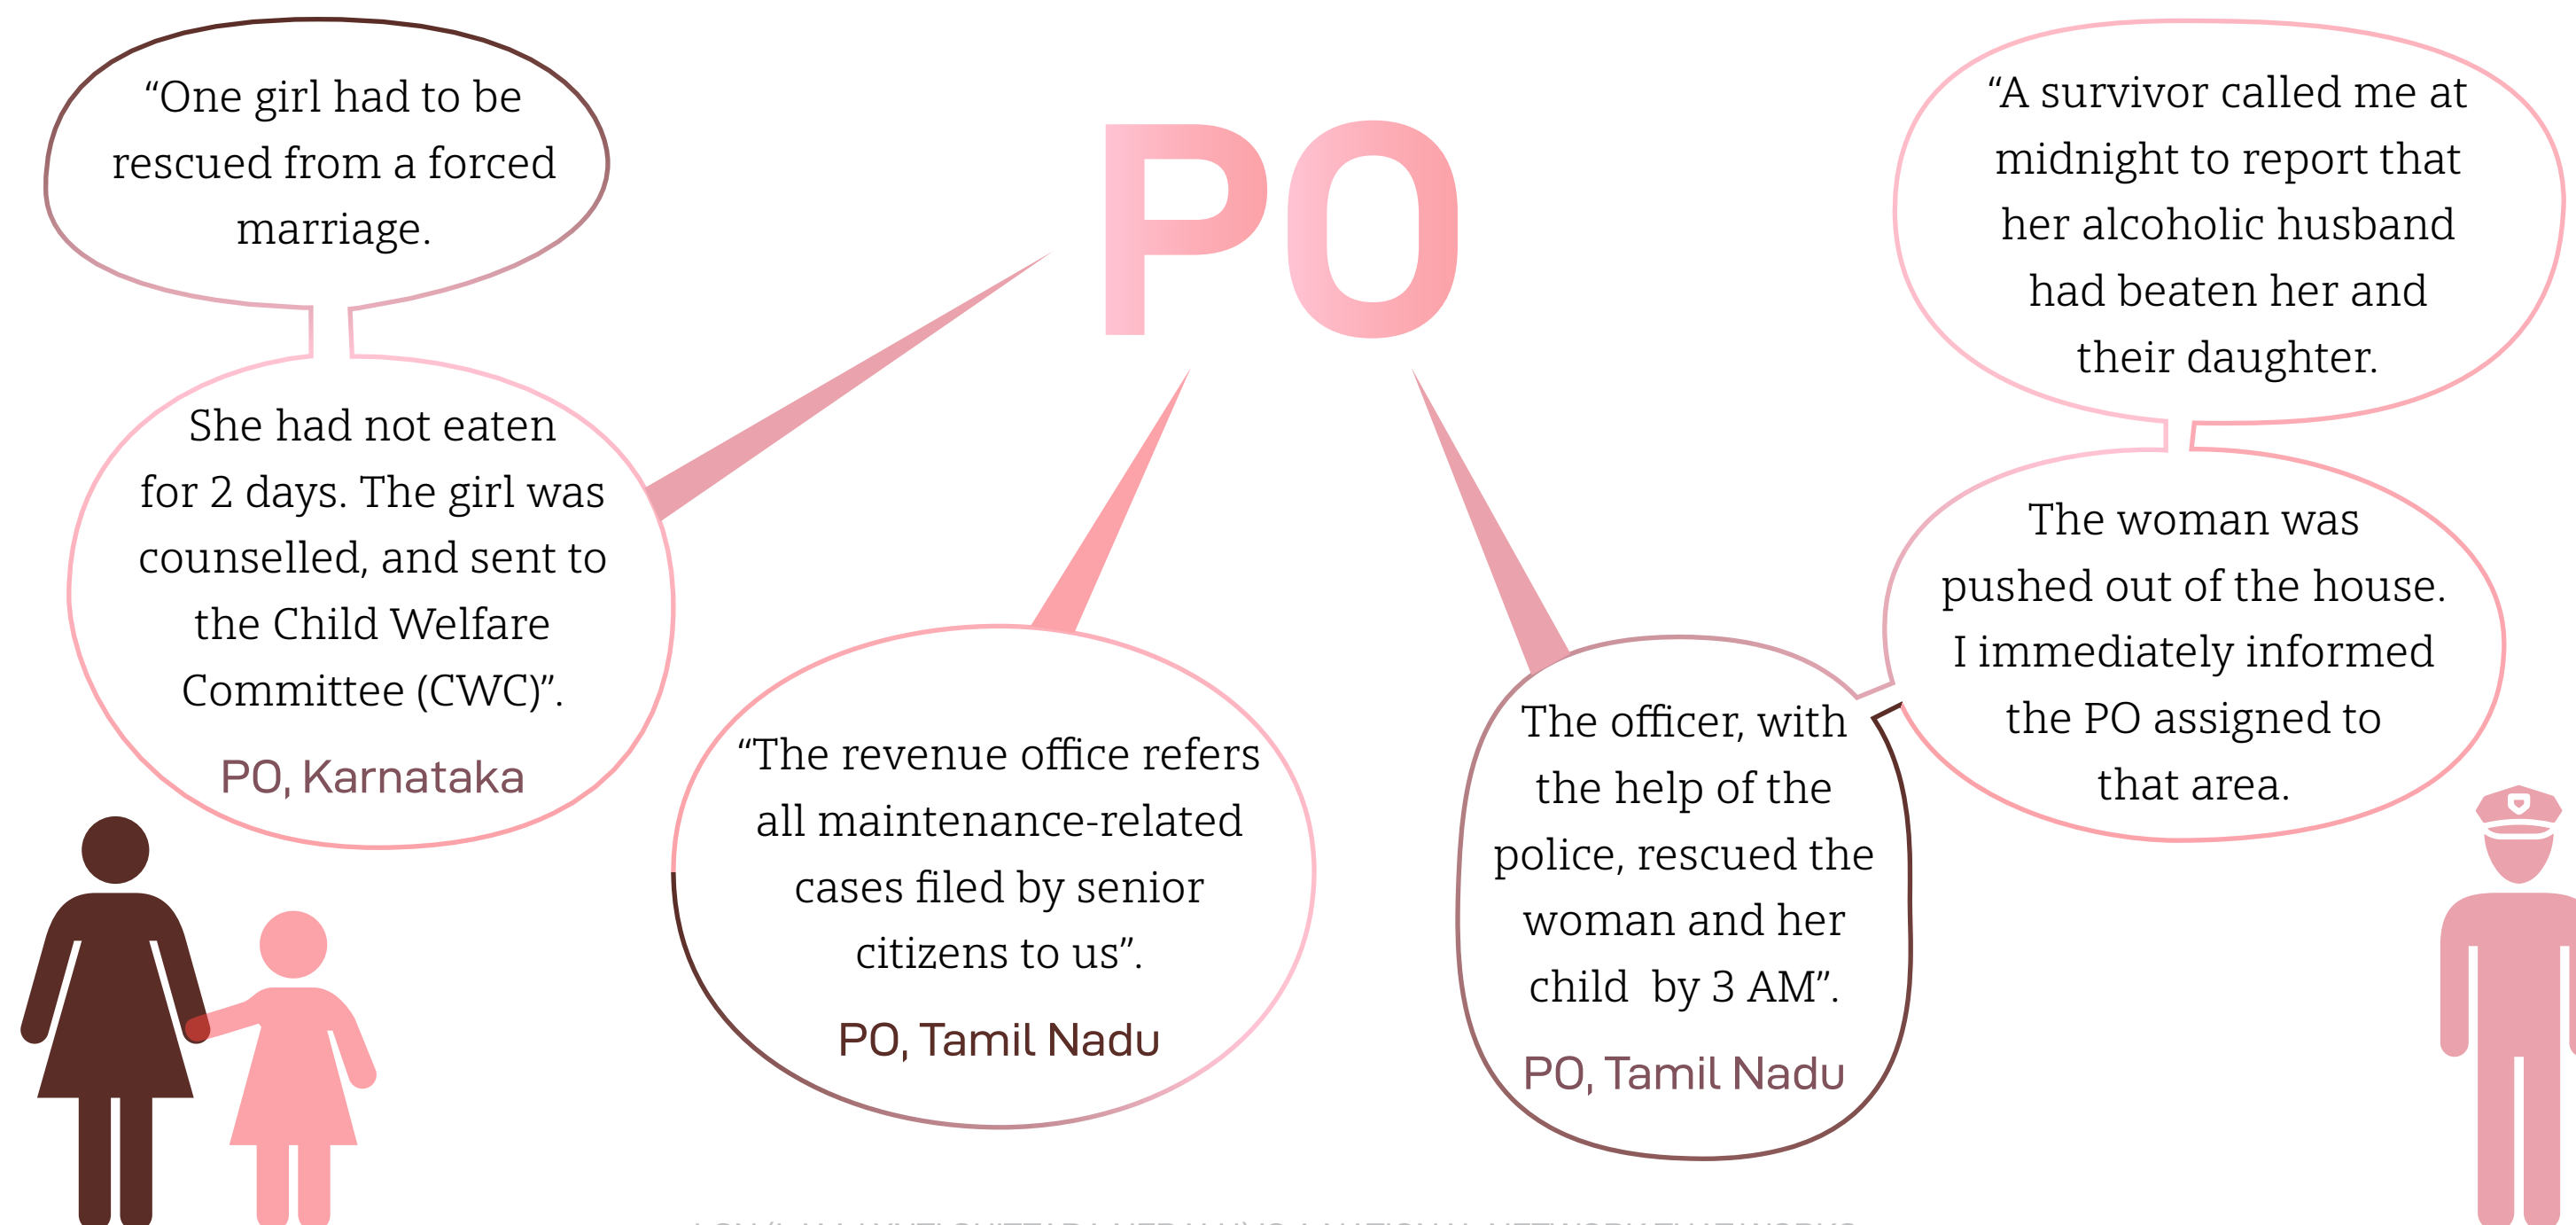 “One girl had to be
rescued from a forced
marriage.
She had not eaten
for 2 days. The girl was
counselled, and sent to
the Child Welfare
Committee (CWC)”.
PO, Karnataka
PO
“The revenue office refers
all maintenance-related
cases filed by senior
citizens to us”.
PO, Tamil Nadu
“A survivor called me at
midnight to report that
her alcoholic husband
had beaten her and
their daughter.
The woman was
pushed out of the house.
I immediately informed
the PO assigned to
that area.
The officer, with
the help of the
police, rescued the
woman and her
child by 3 AM”.
PO, Tamil Nadu